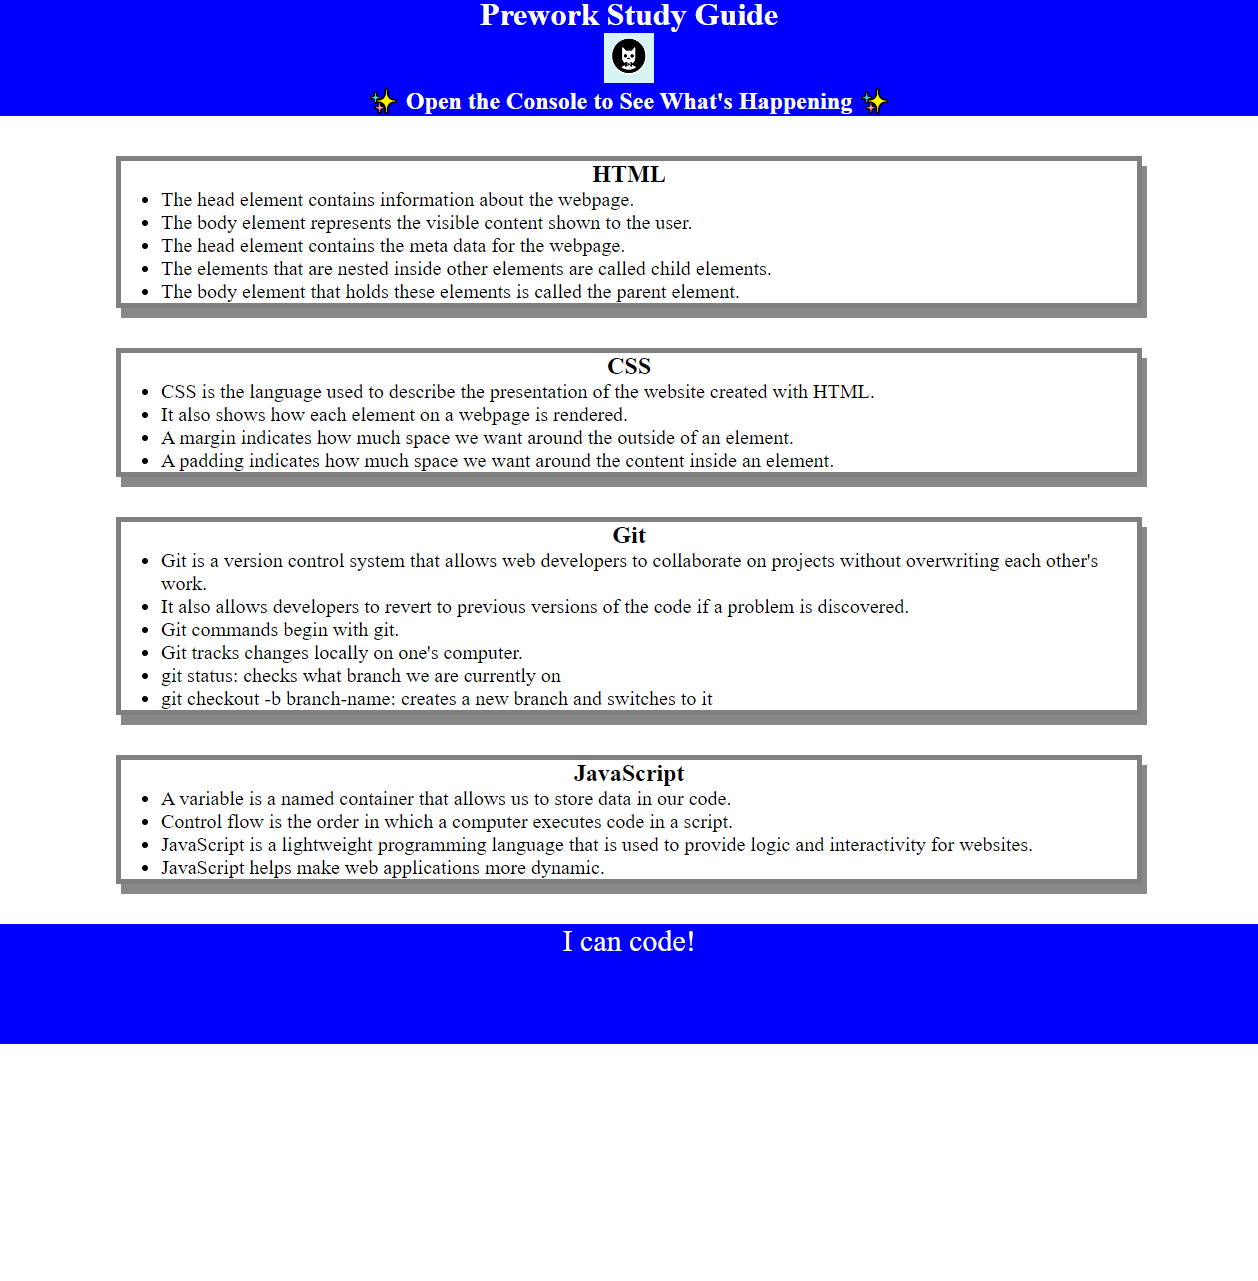 Prework Study Guide
✨ Open the Console to See What's Happening ✨
HTML
• The head element contains information about the webpage.
• The body element represents the visible content shown to the user.
• The head element contains the meta data for the webpage.
• The elements that are nested inside other elements are called child elements.
• The body element that holds these elements is called the parent element.
CSS
• CSS is the language used to describe the presentation of the website created with HTML.
• It also shows how each element on a webpage is rendered.
• A margin indicates how much space we want around the outside of an element.
• A padding indicates how much space we want around the content inside an element.
Git
• Git is a version control system that allows web developers to collaborate on projects without overwriting each other's
work.
• It also allows developers to revert to previous versions of the code if a problem is discovered.
• Git commands begin with git.
• Git tracks changes locally on one's computer.
• git status: checks what branch we are currently on
• git checkout -b branch-name: creates a new branch and switches to it
JavaScript
• A variable is a named container that allows us to store data in our code.
• Control flow is the order in which a computer executes code in a script.
• JavaScript is a lightweight programming language that is used to provide logic and interactivity for websites.
• JavaScript helps make web applications more dynamic.
I can code!